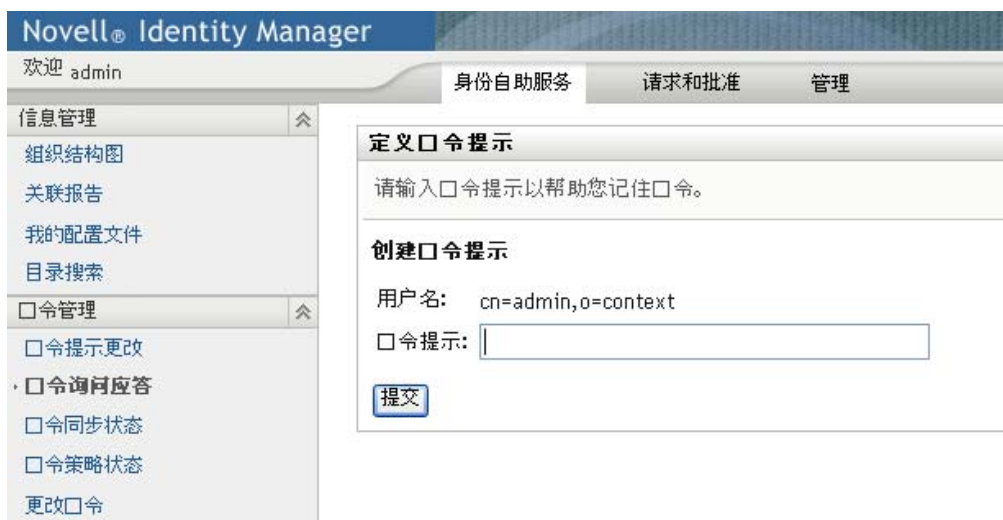 Novell® Identity Manager
欢迎 admin
身份自助服务 请求和批准 管理
信息管理
组织结构图
关联报告
我的配置文件
目录搜索
口令管理
口令提示更改
口令询问应答
口令同步状态
口令策略状态
更改口令
定义口令提示
请输入口令提示以帮助您记住口令。
创建口令提示
用户名: cn=admin,o=context
口令提示:
提交